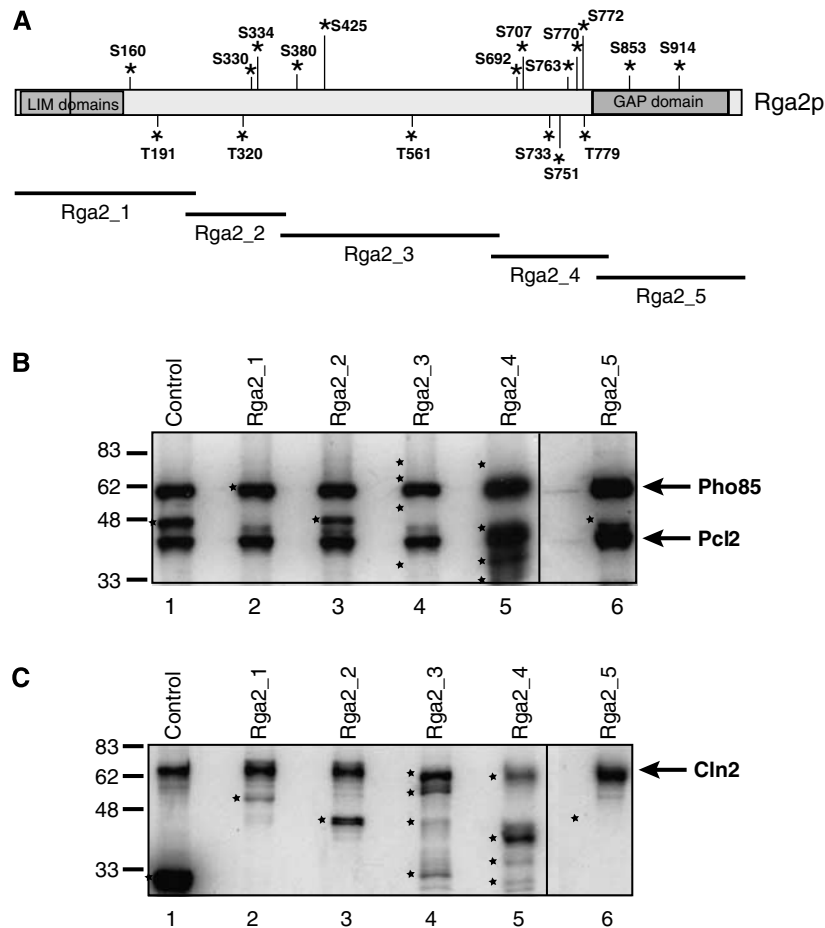 A
S160
S330
S334
S380
S425
S692
S707
S763
S770
S772
S853
S914
LIM domains
GAP domain
Rga2p
T191
T320
T561
S733
S751
T779
Rga2_1
Rga2_2
Rga2_3
Rga2_4
Rga2_5
B
Control
Rga2_1
Rga2_2
Rga2_3
Rga2_4
Rga2_5
83
62
48
33
Pho85
Pcl2
1 2 3 4 5 6
C
Control
Rga2_1
Rga2_2
Rga2_3
Rga2_4
Rga2_5
83
62
48
33
Cln2
1 2 3 4 5 6